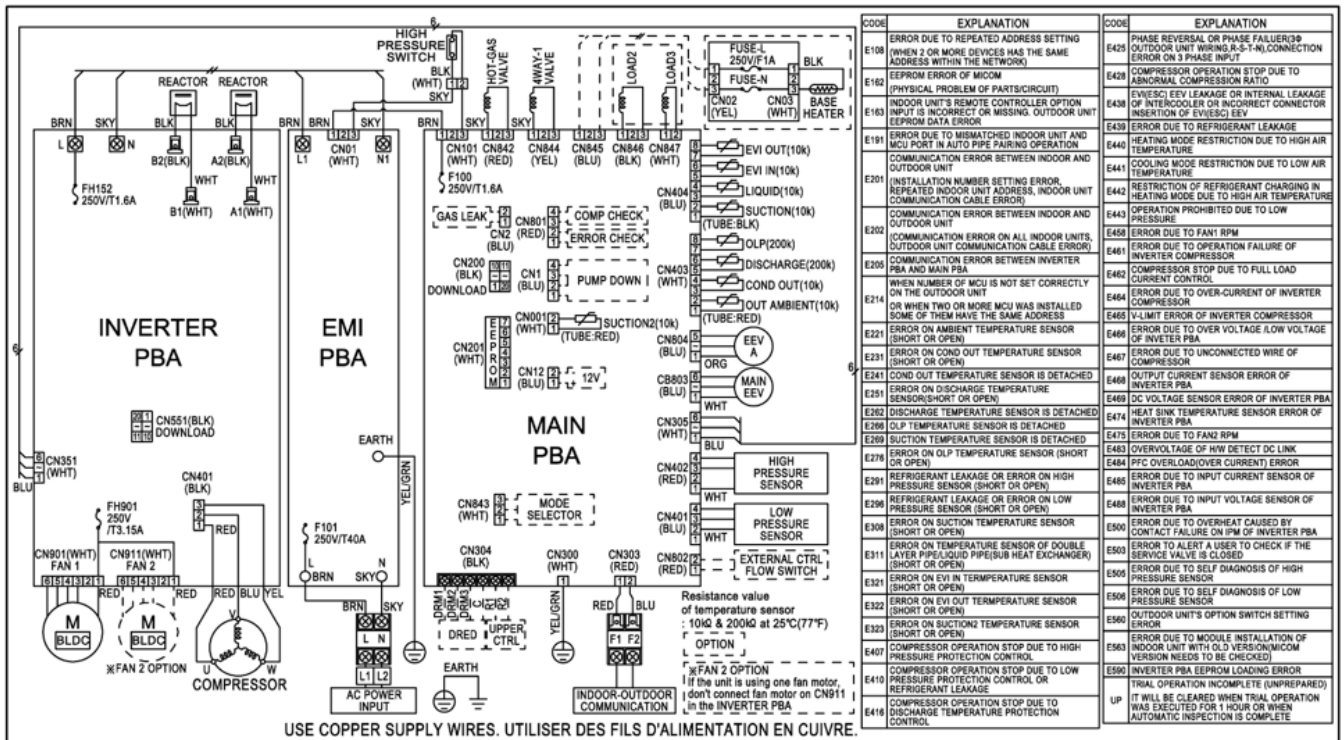 HIGH PRESSURE SWITCH
BLK
(WHT)
SKY
REACTOR REACTOR
BRN SKY BLK BLK BRN BRN SKY
L N B2(BLK) A2(BLK) L1 CN01 (WHT) N1
WHT WHT
FH152
250V/T1.6A
B1(WHT) A1(WHT)
INVERTER
PBA
EMI
PBA
CN551(BLK)
DOWNLOAD
CN351
(WHT)
BLU
CN401
(BLK)
3
2
1
RED
FH901
250V
/T3.15A
CN901(WHT)
FAN 1
CN911(WHT)
FAN 2
6 5 4 3 2 1
6 5 4 3 2 1
RED RED RED BLU YEL
M
BLDC
M
BLDC
V
U W
COMPRESSOR
※FAN 2 OPTION
EARTH
YEL/GRN
F101
250V/T40A
L N
BRN SKY
BRN SKY
L N
L1 L2
AC POWER
INPUT
HOT-GAS
VALVE
4WAY-1
VALVE
LOAD2
LOAD3
CN101
(WHT)
CN842
(RED)
CN844
(YEL)
CN845
(BLU)
CN846
(BLK)
CN847
(WHT)
F100
250V/T1.6A
FUSE-L
250V/F1A
FUSE-N
BLK
CN02
(YEL)
CN03
(WHT)
BASE
HEATER
GAS LEAK
CN2
(BLU)
CN801
(RED)
COMP CHECK
ERROR CHECK
CN200
(BLK)
DOWNLOAD
CN1
(BLU)
PUMP DOWN
CN001
(WHT)
SUCTION2(10k)
(TUBE:RED)
CN201
(WHT)
EEPROM
CN12
(BLU)
12V
MAIN
PBA
CN843
(WHT)
MODE
SELECTOR
CN304
(BLK)
DRM1
DRM2
DRM3
C
R1
R2
DRED
UPPER
CTRL
EARTH
CN300
(WHT)
1
YEL/GRN
CN303
(RED)
1 2
RED BLU
F1 F2
INDOOR-OUTDOOR
COMMUNICATION
CN404
(BLU)
EVI OUT(10k)
EVI IN(10k)
LIQUID(10k)
SUCTION(10k)
(TUBE:BLK)
CN403
(WHT)
OLP(200k)
DISCHARGE(200k)
COND OUT(10k)
OUT AMBIENT(10k)
(TUBE:RED)
CN804
(BLU)
EEV
A
ORG
CB803
(BLU)
MAIN
EEV
WHT
CN305
(WHT)
BLU
CN402
(RED)
HIGH
PRESSURE
SENSOR
WHT
CN401
(BLU)
LOW
PRESSURE
SENSOR
WHT
CN802
(RED)
EXTERNAL CTRL
FLOW SWITCH
Resistance value
of temperature sensor
: 10kΩ & 200kΩ at 25℃(77℉)
OPTION
※FAN 2 OPTION
If the unit is using one fan motor,
don't connect fan motor on CN911
in the INVERTER PBA
USE COPPER SUPPLY WIRES. UTILISER DES FILS D'ALIMENTATION EN CUIVRE.
CODE EXPLANATION
E108 ERROR DUE TO REPEATED ADDRESS SETTING
(WHEN 2 OR MORE DEVICES HAS THE SAME
ADDRESS WITHIN THE NETWORK)
E162 EEPROM ERROR OF MICOM
(PHYSICAL PROBLEM OF PARTS/CIRCUIT)
E163 INDOOR UNIT'S REMOTE CONTROLLER OPTION
INPUT IS INCORRECT OR MISSING. OUTDOOR UNIT
EEPROM DATA ERROR
E191 ERROR DUE TO MISMATCHED INDOOR UNIT AND
MCU PORT IN AUTO PIPE PAIRING OPERATION
E201 COMMUNICATION ERROR BETWEEN INDOOR AND
OUTDOOR UNIT
(INSTALLATION NUMBER SETTING ERROR,
REPEATED INDOOR UNIT ADDRESS, INDOOR UNIT
COMMUNICATION CABLE ERROR)
E202 COMMUNICATION ERROR BETWEEN INDOOR AND
OUTDOOR UNIT
(COMMUNICATION ERROR ON ALL INDOOR UNITS,
OUTDOOR UNIT COMMUNICATION CABLE ERROR)
E205 COMMUNICATION ERROR BETWEEN INVERTER
PBA AND MAIN PBA
E214 WHEN NUMBER OF MCU IS NOT SET CORRECTLY
ON THE OUTDOOR UNIT
OR WHEN TWO OR MORE MCU WAS INSTALLED
SOME OF THEM HAVE THE SAME ADDRESS
E221 ERROR ON AMBIENT TEMPERATURE SENSOR
(SHORT OR OPEN)
E231 ERROR ON COND OUT TEMPERATURE SENSOR
(SHORT OR OPEN)
E241 COND OUT TEMPERATURE SENSOR IS DETACHED
E251 ERROR ON DISCHARGE TEMPERATURE
SENSOR(SHORT OR OPEN)
E262 DISCHARGE TEMPERATURE SENSOR IS DETACHED
E266 OLP TEMPERATURE SENSOR IS DETACHED
E269 SUCTION TEMPERATURE SENSOR IS DETACHED
E276 ERROR ON OLP TEMPERATURE SENSOR (SHORT
OR OPEN)
E291 REFRIGERANT LEAKAGE OR ERROR ON HIGH
PRESSURE SENSOR (SHORT OR OPEN)
E296 REFRIGERANT LEAKAGE OR ERROR ON LOW
PRESSURE SENSOR (SHORT OR OPEN)
E308 ERROR ON SUCTION TEMPERATURE SENSOR
(SHORT OR OPEN)
E311 ERROR ON TEMPERATURE SENSOR OF DOUBLE
LAYER PIPE/LIQUID PIPE(SUB HEAT EXCHANGER)
(SHORT OR OPEN)
E321 ERROR ON EVI IN TERMPERATURE SENSOR
(SHORT OR OPEN)
E322 ERROR ON EVI OUT TERMPERATURE SENSOR
(SHORT OR OPEN)
E323 ERROR ON SUCTION2 TEMPERATURE SENSOR
(SHORT OR OPEN)
E407 COMPRESSOR OPERATION STOP DUE TO HIGH
PRESSURE PROTECTION CONTROL
E410 COMPRESSOR OPERATION STOP DUE TO LOW
PRESSURE PROTECTION CONTROL OR
REFRIGERANT LEAKAGE
E416 COMPRESSOR OPERATION STOP DUE TO
DISCHARGE TEMPERATURE PROTECTION
CONTROL
CODE EXPLANATION
E425 PHASE REVERSAL OR PHASE FAILUER(3Φ
OUTDOOR UNIT WIRING,R-S-T-N),CONNECTION
ERROR ON 3 PHASE INPUT
E428 COMPRESSOR OPERATION STOP DUE TO
ABNORMAL COMPRESSION RATIO
E438 EVI(ESC) EEV LEAKAGE OR INTERNAL LEAKAGE
OF INTERCOOLER OR INCORRECT CONNECTOR
INSERTION OF EVI(ESC) EEV
E439 ERROR DUE TO REFRIGERANT LEAKAGE
E440 HEATING MODE RESTRICTION DUE TO HIGH AIR
TEMPERATURE
E441 COOLING MODE RESTRICTION DUE TO LOW AIR
TEMPERATURE
E442 RESTRICTION OF REFRIGERANT CHARGING IN
HEATING MODE DUE TO HIGH AIR TEMPERATURE
E443 OPERATION PROHIBITED DUE TO LOW
PRESSURE
E458 ERROR DUE TO FAN1 RPM
E461 ERROR DUE TO OPERATION FAILURE OF
INVERTER COMPRESSOR
E462 COMPRESSOR STOP DUE TO FULL LOAD
CURRENT CONTROL
E464 ERROR DUE TO OVER-CURRENT OF INVERTER
COMPRESSOR
E465 V-LIMIT ERROR OF INVERTER COMPRESSOR
E466 ERROR DUE TO OVER VOLTAGE /LOW VOLTAGE
OF INVETER PBA
E467 ERROR DUE TO UNCONNECTED WIRE OF
COMPRESSOR
E468 OUTPUT CURRENT SENSOR ERROR OF
INVERTER PBA
E469 DC VOLTAGE SENSOR ERROR OF INVERTER PBA
E474 HEAT SINK TEMPERATURE SENSOR ERROR OF
INVERTER PBA
E475 ERROR DUE TO FAN2 RPM
E483 OVERVOLTAGE OF H/W DETECT DC LINK
E484 PFC OVERLOAD(OVER CURRENT) ERROR
E485 ERROR DUE TO INPUT CURRENT SENSOR OF
INVERTER PBA
E488 ERROR DUE TO INPUT VOLTAGE SENSOR OF
INVERTER PBA
E500 ERROR DUE TO OVERHEAT CAUSED BY
CONTACT FAILURE ON IPM OF INVERTER PBA
E503 ERROR TO ALERT A USER TO CHECK IF THE
SERVICE VALVE IS CLOSED
E505 ERROR DUE TO SELF DIAGNOSIS OF HIGH
PRESSURE SENSOR
E506 ERROR DUE TO SELF DIAGNOSIS OF LOW
PRESSURE SENSOR
E560 OUTDOOR UNIT'S OPTION SWITCH SETTING
ERROR
E563 ERROR DUE TO MODULE INSTALLATION OF
INDOOR UNIT WITH OLD VERSION(MICOM
VERSION NEEDS TO BE CHECKED)
E590 INVERTER PBA EEPROM LOADING ERROR
UP TRIAL OPERATION INCOMPLETE (UNPREPARED)
IT WILL BE CLEARED WHEN TRIAL OPERATION
WAS EXECUTED FOR 1 HOUR OR WHEN
AUTOMATIC INSPECTION IS COMPLETE